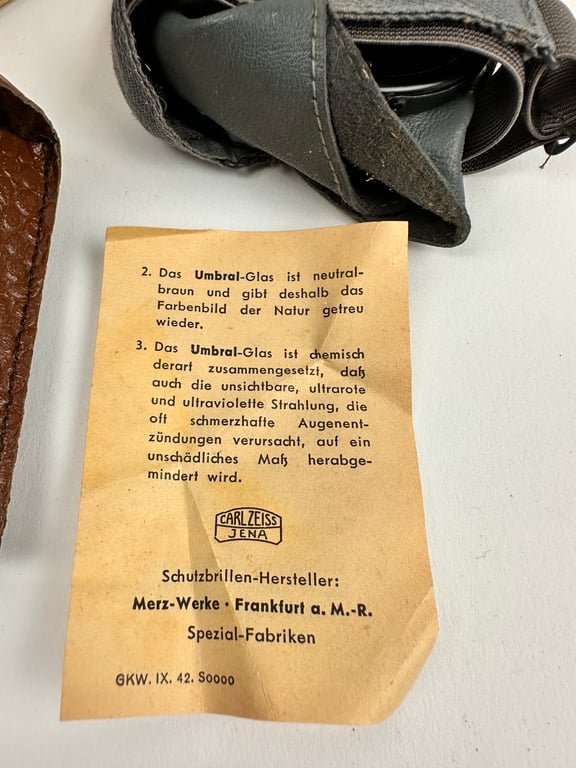 2. Das Umbral-Glas ist neutral-
braun und gibt deshalb das
Farbenbild der Natur getreu
wieder.
3. Das Umbral-Glas ist chemisch
derart zusammengesetzt, daß
auch die unsichtbare, ultrarote
und ultraviolette Strahlung, die
oft schmerzhafte Augenent-
zündungen verursacht, auf ein
unschädliches Maß herabge-
mindert wird.
CARL ZEISS
JENA
Schutzbrillen-Hersteller:
Merz-Werke · Frankfurt a. M.-R.
Spezial-Fabriken
GKW. IX. 42. S0000